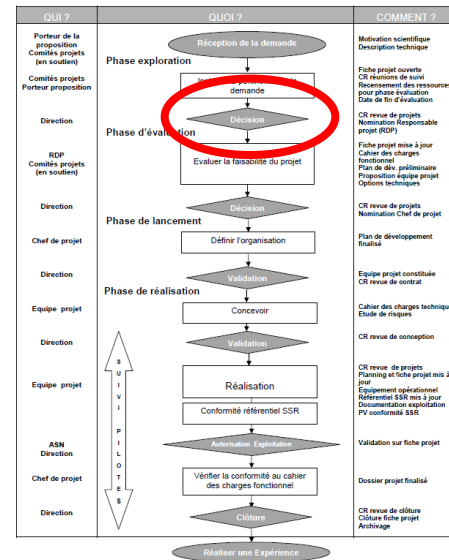 QUI ?
QUOI ?
COMMENT ?
Porteur de la
proposition
Comités projets
(en soutien)
Réception de la demande
Motivation scientifique
Description technique
Phase exploration
Comités projets
Porteur proposition
demande
Fiche projet ouverte
CR réunions de suivi
Recensement des ressources
pour phase évaluation
Date de fin d'évaluation
Direction
Décision
CR revue de projets
Nomination Responsable
projet (RDP)
Phase d'évaluation
RDP
Comités projets
(en soutien)
Evaluer la faisabilité du projet
Fiche projet mise à jour
Cahier des charges
fonctionnel
Plan de dév. préliminaire
Proposition équipe projet
Options techniques
Direction
Décision
CR revue de projets
Nomination Chef de projet
Phase de lancement
Chef de projet
Définir l'organisation
Plan de développement
finalisé
Direction
Validation
Equipe projet constituée
CR revue de contrat
Phase de réalisation
Equipe projet
Concevoir
Cahier des charges technique
Etude de risques
Direction
Validation
CR revue de conception
SUIVI PILOTES
Equipe projet
Réalisation
Conformité référentiel SSR
CR revue de projets
Planning et fiche projet mis à
jour
Equipement opérationnel
Référentiel SSR mis à jour
Documentation exploitation
PV conformité SSR
ASN
Direction
Autorisation Exploitation
Validation sur fiche projet
Chef de projet
Vérifier la conformité au cahier
des charges fonctionnel
Dossier projet finalisé
Direction
Clôture
CR revue de clôture
Clôture fiche projet
Archivage
Réaliser une Expérience